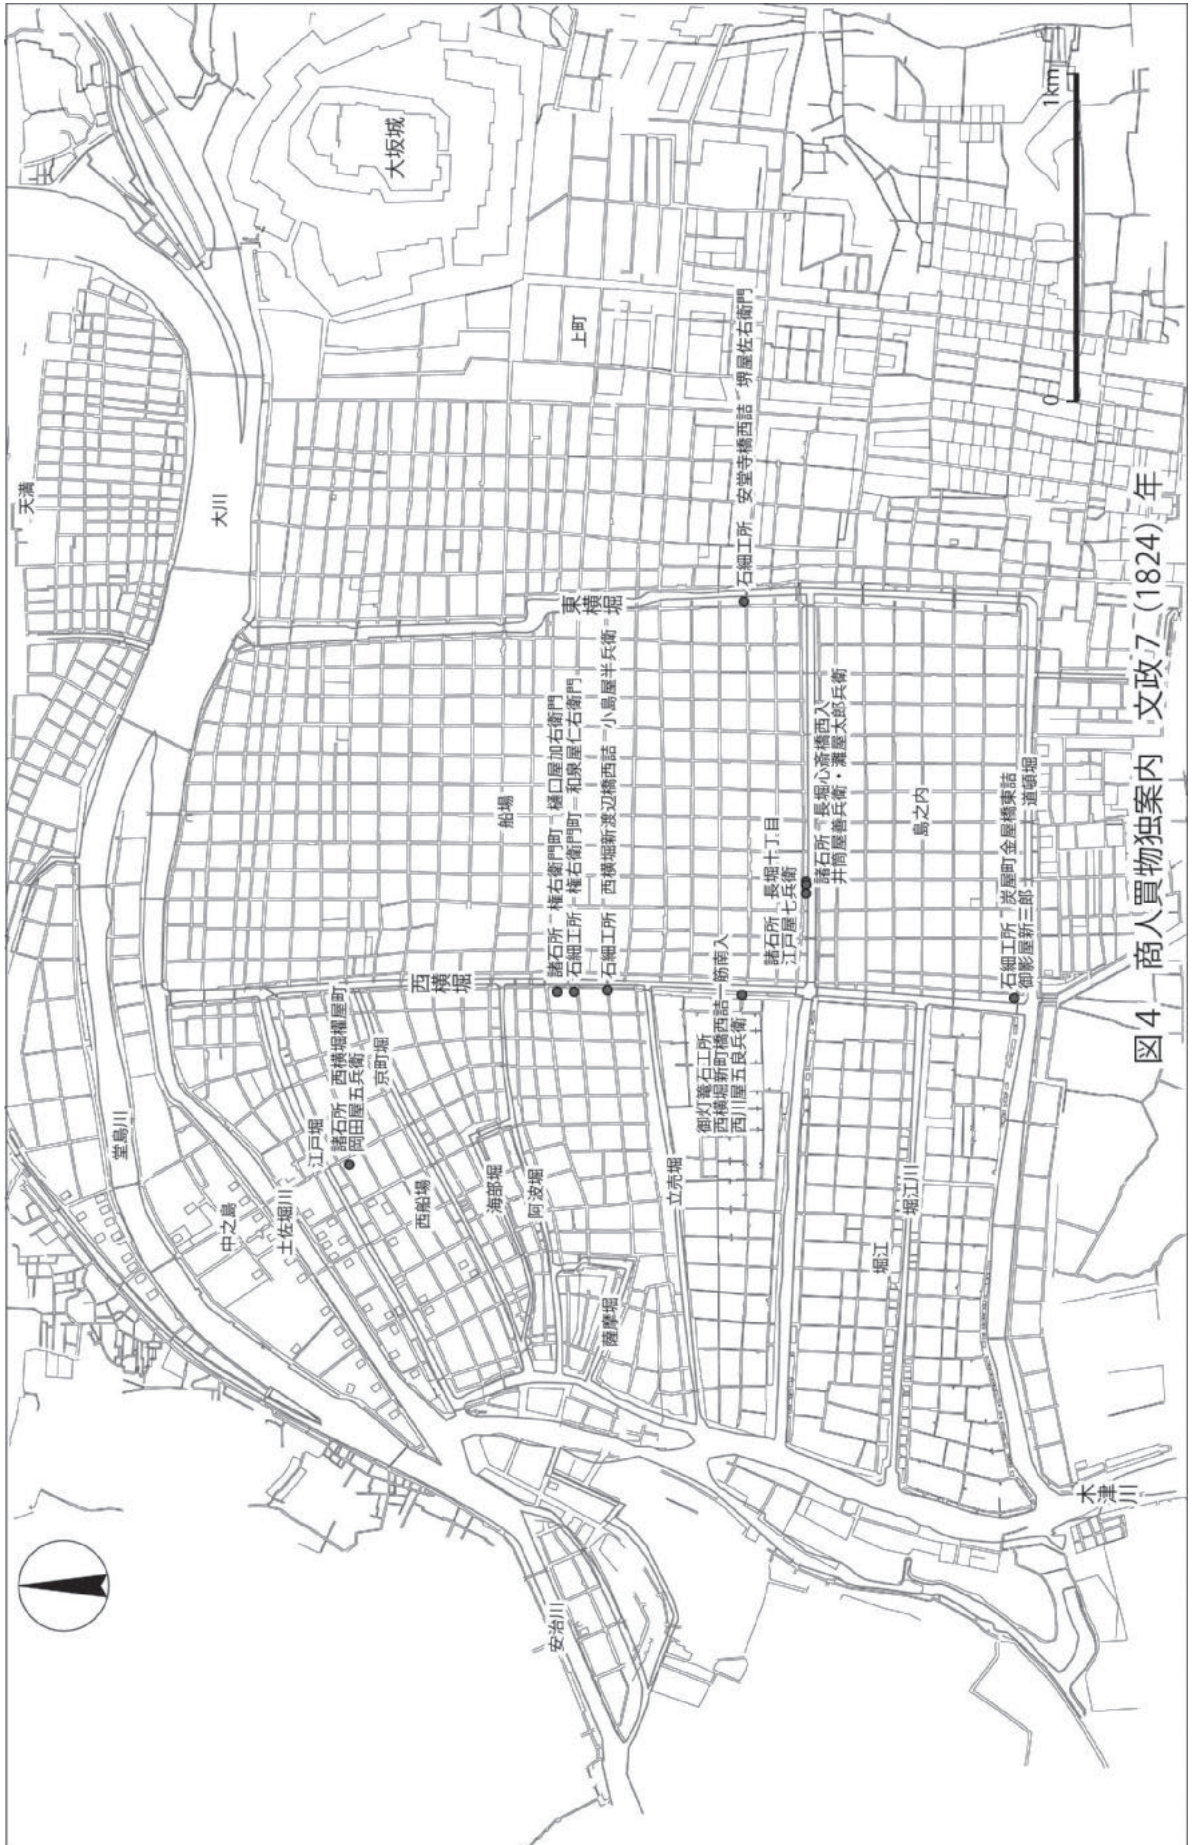 天満
大川
大坂城
上町
堂島川
中之島
土佐堀川
江戸堀
諸石所 西横堀櫂屋町
岡田屋五兵衛
京町堀
西船場
海部堀
阿波堀
薩摩堀
立売堀
西横堀
東横堀
船場
諸石所 権右衛門町 樋口屋加右衛門
石細工所 権右衛門町 和泉屋仁右衛門
石細工所 西横堀新渡辺橋西詰 小島屋半兵衛
石細工所 安堂寺橋西詰 堺屋佐右衛門
御灯篭石工所
西横堀新町橋西詰一筋南入
西川屋五良兵衛
諸石所 長堀十丁目
江戸屋七兵衛
諸石所 長堀心斎橋西入
井筒屋善兵衛・灘屋太郎兵衛
島之内
堀江
堀江川
石細工所 炭屋町金屋橋東詰
御影屋新三郎
道頓堀
安治川
木津川
0
1km
図4 商人買物独案内 文政7(1824)年